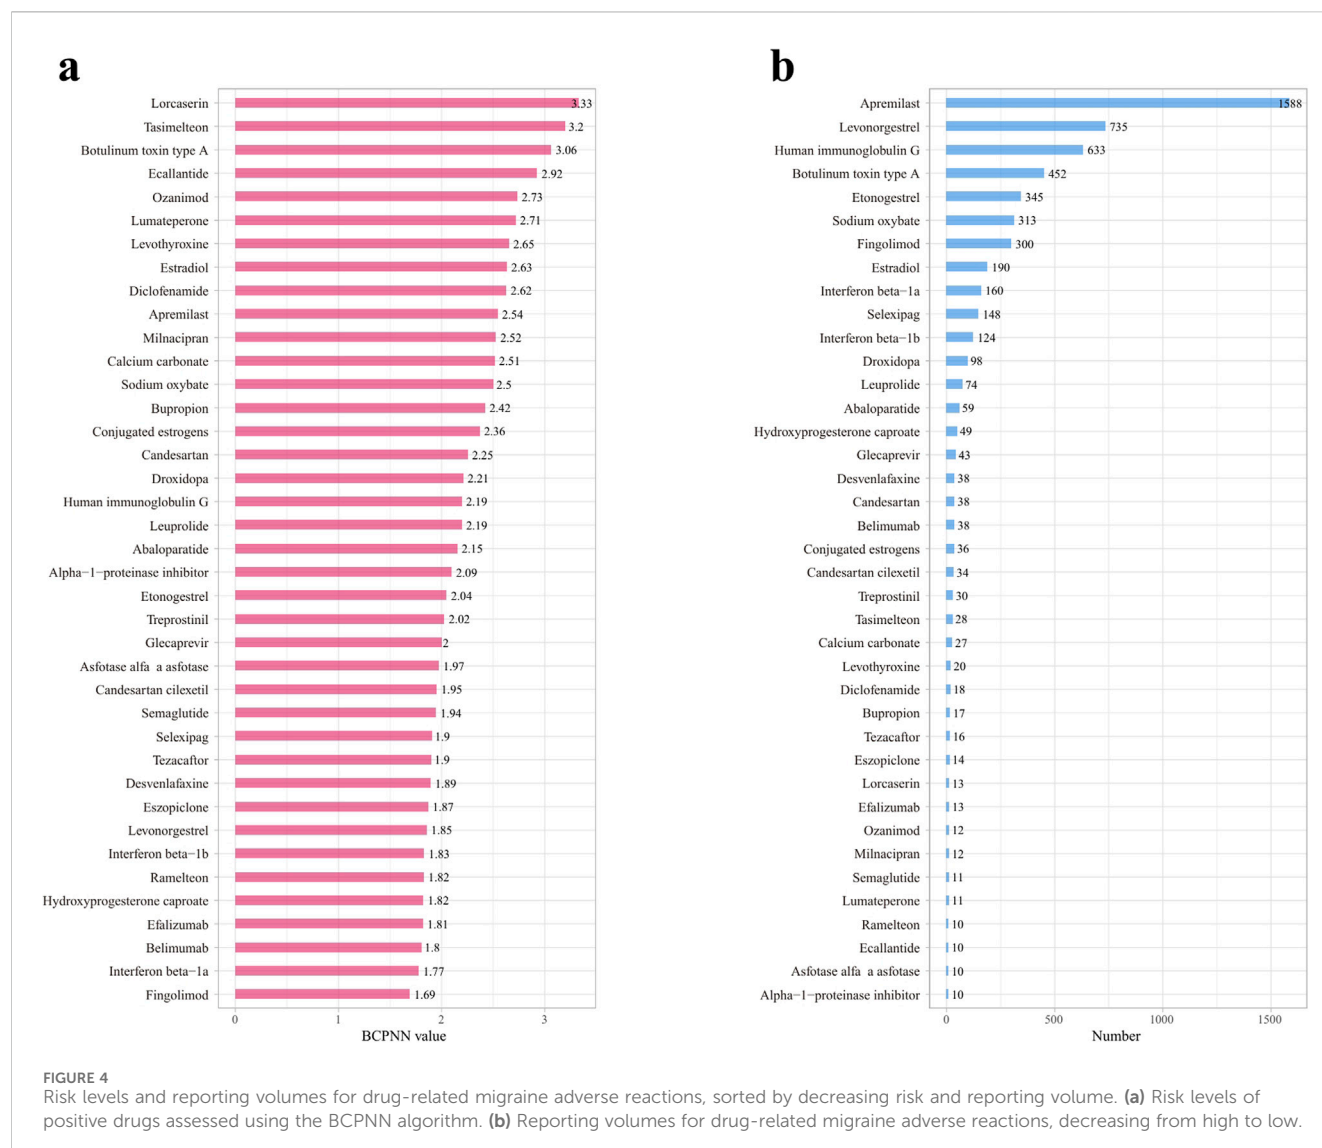 a
Lorcaserin 3.33
Tasimelteon 3.2
Botulinum toxin type A 3.06
Ecallantide 2.92
Ozanimod 2.73
Lumateperone 2.71
Levothyroxine 2.65
Estradiol 2.63
Diclofenamide 2.62
Apremilast 2.54
Milnacipran 2.52
Calcium carbonate 2.51
Sodium oxybate 2.5
Bupropion 2.42
Conjugated estrogens 2.36
Candesartan 2.25
Droxidopa 2.21
Human immunoglobulin G 2.19
Leuprolide 2.19
Abaloparatide 2.15
Alpha−1−proteinase inhibitor 2.09
Etonogestrel 2.04
Treprostinil 2.02
Glecaprevir 2
Asfotase alfa a asfotase 1.97
Candesartan cilexetil 1.95
Semaglutide 1.94
Selexipag 1.9
Tezacaftor 1.9
Desvenlafaxine 1.89
Eszopiclone 1.87
Levonorgestrel 1.85
Interferon beta−1b 1.83
Ramelteon 1.82
Hydroxyprogesterone caproate 1.82
Efalizumab 1.81
Belimumab 1.8
Interferon beta−1a 1.77
Fingolimod 1.69
0 1 2 3
BCPNN value
b
Apremilast 1588
Levonorgestrel 735
Human immunoglobulin G 633
Botulinum toxin type A 452
Etonogestrel 345
Sodium oxybate 313
Fingolimod 300
Estradiol 190
Interferon beta−1a 160
Selexipag 148
Interferon beta−1b 124
Droxidopa 98
Leuprolide 74
Abaloparatide 59
Hydroxyprogesterone caproate 49
Glecaprevir 43
Desvenlafaxine 38
Candesartan 38
Belimumab 38
Conjugated estrogens 36
Candesartan cilexetil 34
Treprostinil 30
Tasimelteon 28
Calcium carbonate 27
Levothyroxine 20
Diclofenamide 18
Bupropion 17
Tezacaftor 16
Eszopiclone 14
Lorcaserin 13
Efalizumab 13
Ozanimod 12
Milnacipran 12
Semaglutide 11
Lumateperone 11
Ramelteon 10
Ecallantide 10
Asfotase alfa a asfotase 10
Alpha−1−proteinase inhibitor 10
0 500 1000 1500
Number
FIGURE 4
Risk levels and reporting volumes for drug-related migraine adverse reactions, sorted by decreasing risk and reporting volume. (a) Risk levels of
positive drugs assessed using the BCPNN algorithm. (b) Reporting volumes for drug-related migraine adverse reactions, decreasing from high to low.